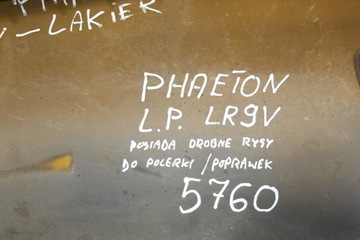 – LAKIER
PHAETON
L.P. LR9V
POSIADA DROBNE RYSY
DO POLERKI / POPRAWEK
5760